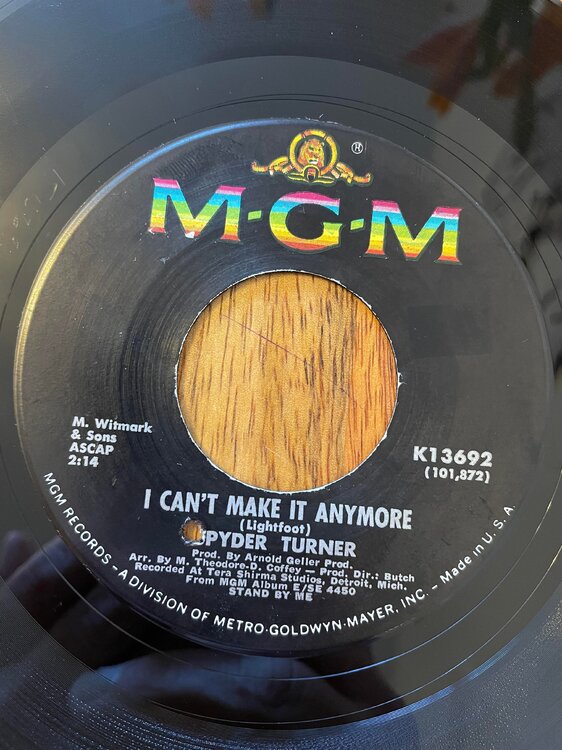 ®
M·G·M
M. Witmark
& Sons
ASCAP
2:14
K13692
(101,872)
I CAN'T MAKE IT ANYMORE
(Lightfoot)
SPYDER TURNER
Prod. By Arnold Geller Prod.
Arr. By M. Theodore-D. Coffey — Prod. Dir.: Butch
Recorded At Tera Shirma Studios, Detroit, Mich.
From MGM Album E/SE 4450
STAND BY ME
MGM RECORDS – A DIVISION OF METRO-GOLDWYN-MAYER, INC. – Made in U. S. A.